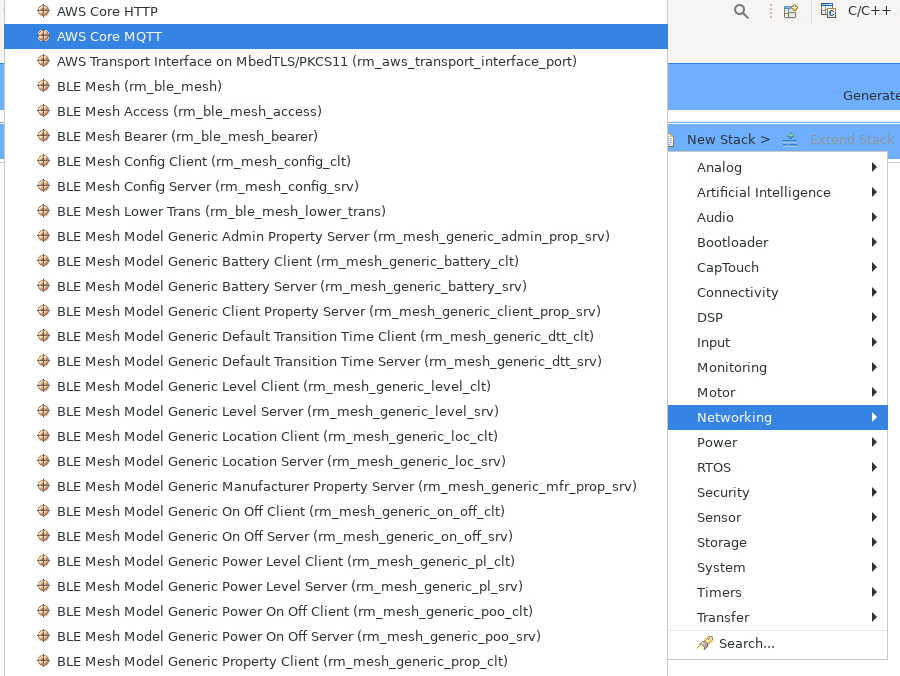 AWS Core HTTP
AWS Core MQTT
AWS Transport Interface on MbedTLS/PKCS11 (rm_aws_transport_interface_port)
BLE Mesh (rm_ble_mesh)
BLE Mesh Access (rm_ble_mesh_access)
BLE Mesh Bearer (rm_ble_mesh_bearer)
BLE Mesh Config Client (rm_mesh_config_clt)
BLE Mesh Config Server (rm_mesh_config_srv)
BLE Mesh Lower Trans (rm_ble_mesh_lower_trans)
BLE Mesh Model Generic Admin Property Server (rm_mesh_generic_admin_prop_srv)
BLE Mesh Model Generic Battery Client (rm_mesh_generic_battery_clt)
BLE Mesh Model Generic Battery Server (rm_mesh_generic_battery_srv)
BLE Mesh Model Generic Client Property Server (rm_mesh_generic_client_prop_srv)
BLE Mesh Model Generic Default Transition Time Client (rm_mesh_generic_dtt_clt)
BLE Mesh Model Generic Default Transition Time Server (rm_mesh_generic_dtt_srv)
BLE Mesh Model Generic Level Client (rm_mesh_generic_level_clt)
BLE Mesh Model Generic Level Server (rm_mesh_generic_level_srv)
BLE Mesh Model Generic Location Client (rm_mesh_generic_loc_clt)
BLE Mesh Model Generic Location Server (rm_mesh_generic_loc_srv)
BLE Mesh Model Generic Manufacturer Property Server (rm_mesh_generic_mfr_prop_srv)
BLE Mesh Model Generic On Off Client (rm_mesh_generic_on_off_clt)
BLE Mesh Model Generic On Off Server (rm_mesh_generic_on_off_srv)
BLE Mesh Model Generic Power Level Client (rm_mesh_generic_pl_clt)
BLE Mesh Model Generic Power Level Server (rm_mesh_generic_pl_srv)
BLE Mesh Model Generic Power On Off Client (rm_mesh_generic_poo_clt)
BLE Mesh Model Generic Power On Off Server (rm_mesh_generic_poo_srv)
BLE Mesh Model Generic Property Client (rm_mesh_generic_prop_clt)
C/C++
Generate
New Stack > Extend Stack
Analog
Artificial Intelligence
Audio
Bootloader
CapTouch
Connectivity
DSP
Input
Monitoring
Motor
Networking
Power
RTOS
Security
Sensor
Storage
System
Timers
Transfer
Search...